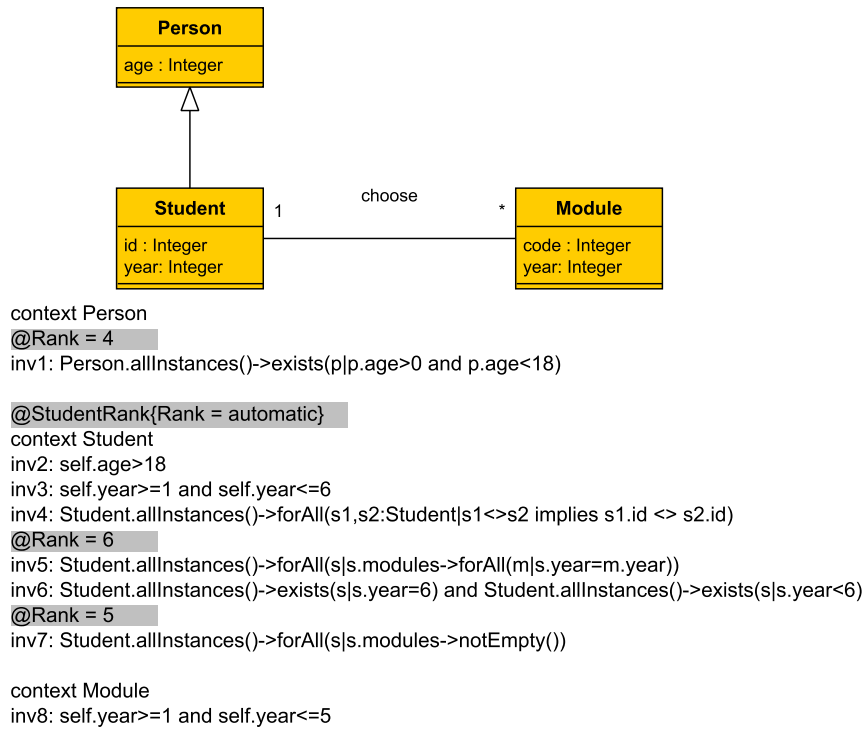 Person
age : Integer
choose
Student
1
*
Module
id : Integer
year: Integer
code : Integer
year: Integer
context Person
@Rank = 4
inv1: Person.allInstances()->exists(p|p.age>0 and p.age<18)
@StudentRank{Rank = automatic}
context Student
inv2: self.age>18
inv3: self.year>=1 and self.year<=6
inv4: Student.allInstances()->forAll(s1,s2:Student|s1<>s2 implies s1.id <> s2.id)
@Rank = 6
inv5: Student.allInstances()->forAll(s|s.modules->forAll(m|s.year=m.year))
inv6: Student.allInstances()->exists(s|s.year=6) and Student.allInstances()->exists(s|s.year<6)
@Rank = 5
inv7: Student.allInstances()->forAll(s|s.modules->notEmpty())
context Module
inv8: self.year>=1 and self.year<=5